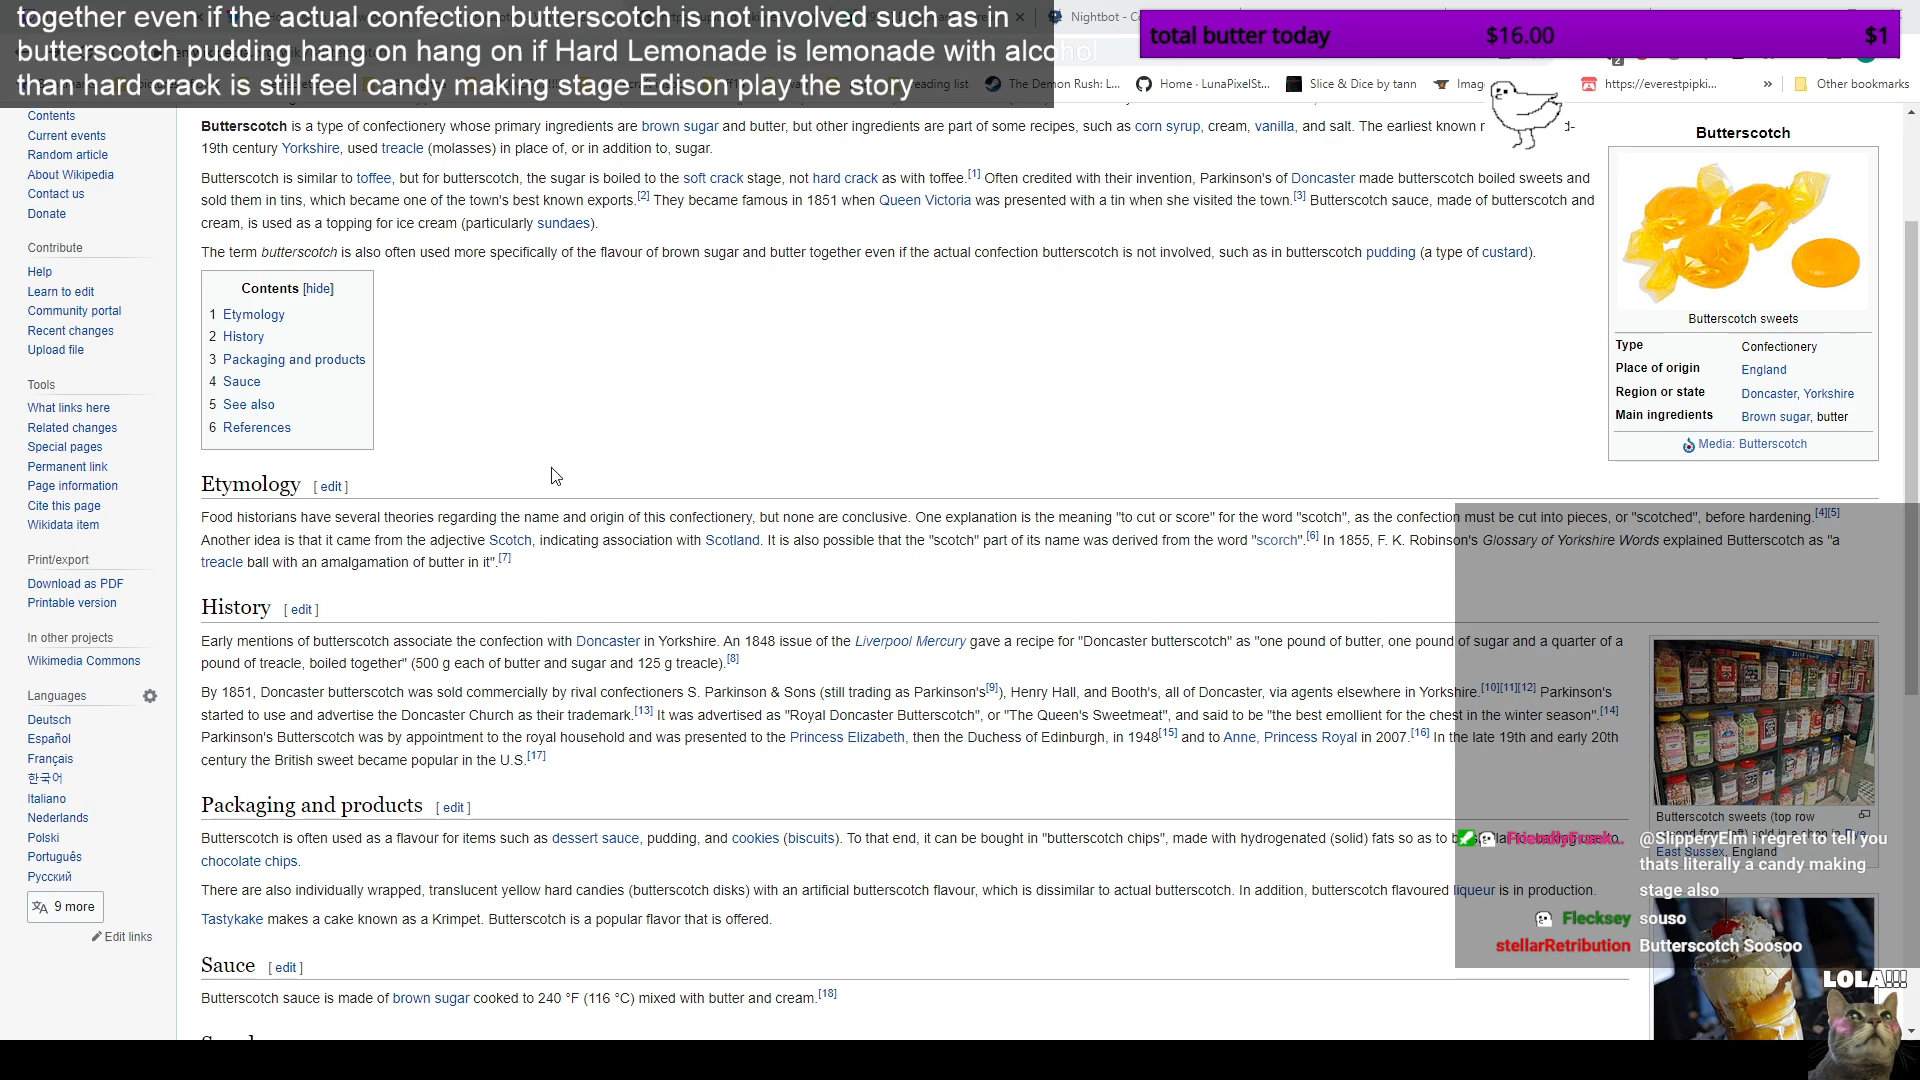 together even if the actual confection butterscotch is not involved such as in
butterscotch pudding hang on hang on if Hard Lemonade is lemonade with alcohol
than hard crack is still feel candy making stage Edison play the story
total butter today $16.00 $1
Nightbot - C
reading list
The Demon Rush: L...
Home · LunaPixelSt...
Slice & Dice by tann
Imag
https://everestpipki...
»
Other bookmarks
Contents
Current events
Random article
About Wikipedia
Contact us
Donate
Contribute
Help
Learn to edit
Community portal
Recent changes
Upload file
Tools
What links here
Related changes
Special pages
Permanent link
Page information
Cite this page
Wikidata item
Print/export
Download as PDF
Printable version
In other projects
Wikimedia Commons
Languages
Deutsch
Español
Français
한국어
Italiano
Nederlands
Polski
Português
Русский
9 more
Edit links
Butterscotch is a type of confectionery whose primary ingredients are brown sugar and butter, but other ingredients are part of some recipes, such as corn syrup, cream, vanilla, and salt. The earliest known r d-
19th century Yorkshire, used treacle (molasses) in place of, or in addition to, sugar.
Butterscotch is similar to toffee, but for butterscotch, the sugar is boiled to the soft crack stage, not hard crack as with toffee.[1] Often credited with their invention, Parkinson's of Doncaster made butterscotch boiled sweets and
sold them in tins, which became one of the town's best known exports.[2] They became famous in 1851 when Queen Victoria was presented with a tin when she visited the town.[3] Butterscotch sauce, made of butterscotch and
cream, is used as a topping for ice cream (particularly sundaes).
The term butterscotch is also often used more specifically of the flavour of brown sugar and butter together even if the actual confection butterscotch is not involved, such as in butterscotch pudding (a type of custard).
Contents [hide]
1 Etymology
2 History
3 Packaging and products
4 Sauce
5 See also
6 References
Butterscotch
Butterscotch sweets
Type Confectionery
Place of origin England
Region or state Doncaster, Yorkshire
Main ingredients Brown sugar, butter
Media: Butterscotch
Etymology [ edit ]
Food historians have several theories regarding the name and origin of this confectionery, but none are conclusive. One explanation is the meaning "to cut or score" for the word "scotch", as the confection must be cut into pieces, or "scotched", before hardening.[4][5]
Another idea is that it came from the adjective Scotch, indicating association with Scotland. It is also possible that the "scotch" part of its name was derived from the word "scorch".[6] In 1855, F. K. Robinson's Glossary of Yorkshire Words explained Butterscotch as "a
treacle ball with an amalgamation of butter in it".[7]
History [ edit ]
Early mentions of butterscotch associate the confection with Doncaster in Yorkshire. An 1848 issue of the Liverpool Mercury gave a recipe for "Doncaster butterscotch" as "one pound of butter, one pound of sugar and a quarter of a
pound of treacle, boiled together" (500 g each of butter and sugar and 125 g treacle).[8]
By 1851, Doncaster butterscotch was sold commercially by rival confectioners S. Parkinson & Sons (still trading as Parkinson's[9]), Henry Hall, and Booth's, all of Doncaster, via agents elsewhere in Yorkshire.[10][11][12] Parkinson's
started to use and advertise the Doncaster Church as their trademark.[13] It was advertised as "Royal Doncaster Butterscotch", or "The Queen's Sweetmeat", and said to be "the best emollient for the chest in the winter season".[14]
Parkinson's Butterscotch was by appointment to the royal household and was presented to the Princess Elizabeth, then the Duchess of Edinburgh, in 1948[15] and to Anne, Princess Royal in 2007.[16] In the late 19th and early 20th
century the British sweet became popular in the U.S.[17]
Packaging and products [ edit ]
Butterscotch is often used as a flavour for items such as dessert sauce, pudding, and cookies (biscuits). To that end, it can be bought in "butterscotch chips", made with hydrogenated (solid) fats so as to
chocolate chips.
There are also individually wrapped, translucent yellow hard candies (butterscotch disks) with an artificial butterscotch flavour, which is dissimilar to actual butterscotch. In addition, butterscotch flavoured liqueur is in production.
Tastykake makes a cake known as a Krimpet. Butterscotch is a popular flavor that is offered.
Sauce [ edit ]
Butterscotch sauce is made of brown sugar cooked to 240 °F (116 °C) mixed with butter and cream.[18]
Butterscotch sweets (top row
East Sussex, England
@SlipperyElm i regret to tell you
thats literally a candy making
stage also
Flecksey souso
stellarRetribution Butterscotch Soosoo
LOLA!!!